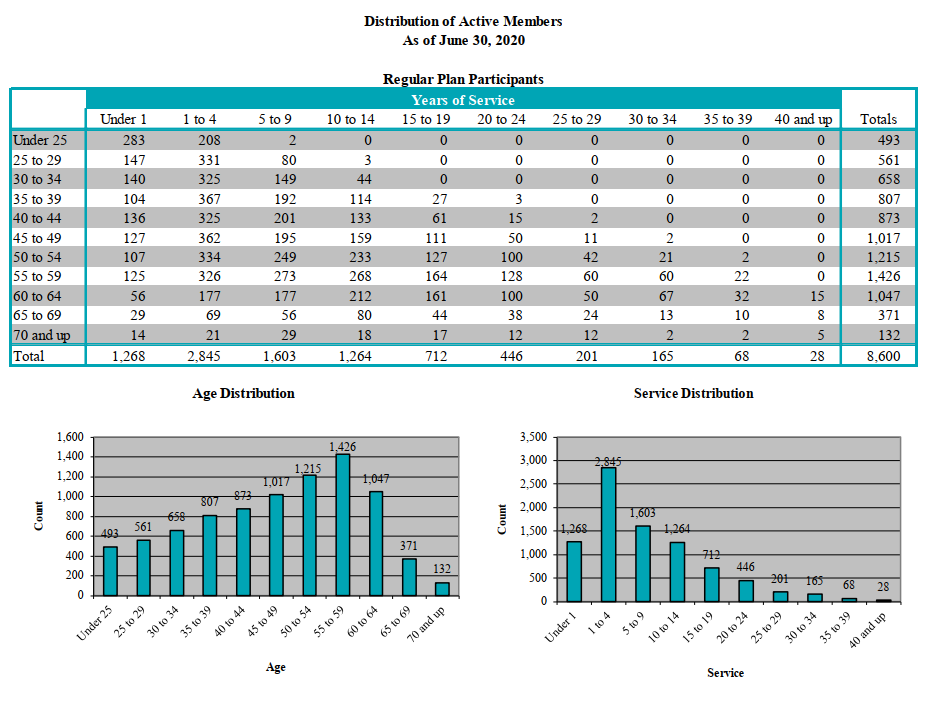 Distribution of Active Members
As of June 30, 2020
Regular Plan Participants
Years of Service
Under 1 1 to 4 5 to 9 10 to 14 15 to 19 20 to 24 25 to 29 30 to 34 35 to 39 40 and up Totals
Under 25 283 208 2 0 0 0 0 0 0 0 493
25 to 29 147 331 80 3 0 0 0 0 0 0 561
30 to 34 140 325 149 44 0 0 0 0 0 0 658
35 to 39 104 367 192 114 27 3 0 0 0 0 807
40 to 44 136 325 201 133 61 15 2 0 0 0 873
45 to 49 127 362 195 159 111 50 11 2 0 0 1,017
50 to 54 107 334 249 233 127 100 42 21 2 0 1,215
55 to 59 125 326 273 268 164 128 60 60 22 0 1,426
60 to 64 56 177 177 212 161 100 50 67 32 15 1,047
65 to 69 29 69 56 80 44 38 24 13 10 8 371
70 and up 14 21 29 18 17 12 12 2 2 5 132
Total 1,268 2,845 1,603 1,264 712 446 201 165 68 28 8,600
Age Distribution
1,600
1,400
1,200
1,000
800
600
400
200
0
Count
493 561 658 807 873 1,017 1,215 1,426 1,047 371 132
Under 25 25 to 29 30 to 34 35 to 39 40 to 44 45 to 49 50 to 54 55 to 59 60 to 64 65 to 69 70 and up
Age
Service Distribution
3,500
3,000
2,500
2,000
1,500
1,000
500
0
Count
1,268 2,845 1,603 1,264 712 446 201 165 68 28
Under 1 1 to 4 5 to 9 10 to 14 15 to 19 20 to 24 25 to 29 30 to 34 35 to 39 40 and up
Service